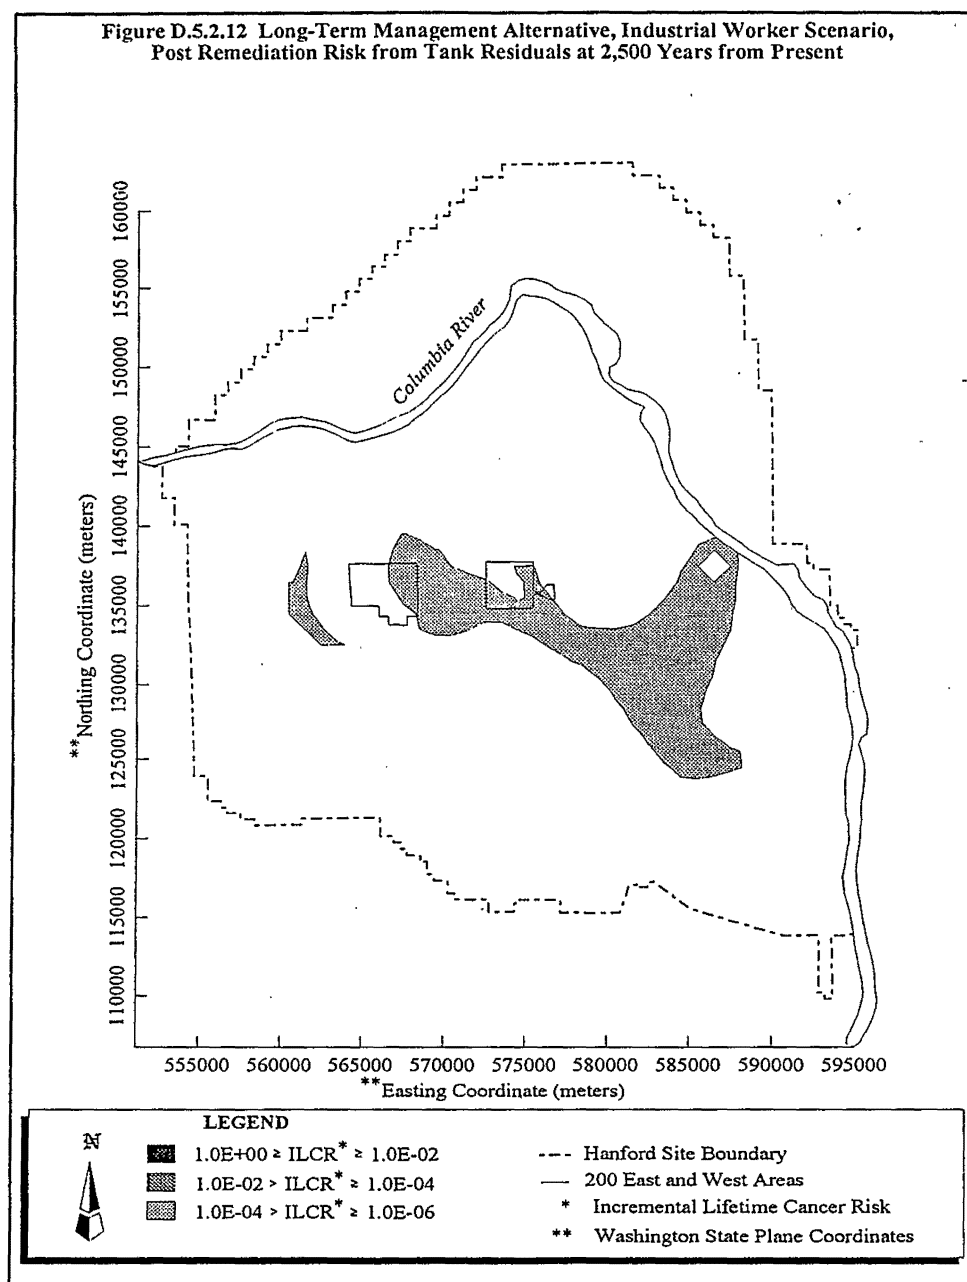 Figure D.5.2.12 Long-Term Management Alternative, Industrial Worker Scenario,
Post Remediation Risk from Tank Residuals at 2,500 Years from Present
160000
155000
150000
145000
140000
135000
130000
125000
120000
115000
110000
**Northing Coordinate (meters)
Columbia River
555000 560000 565000 570000 575000 580000 585000 590000 595000
**Easting Coordinate (meters)
LEGEND
N
1.0E+00 ≥ ILCR* ≥ 1.0E-02
1.0E-02 > ILCR* ≥ 1.0E-04
1.0E-04 > ILCR* ≥ 1.0E-06
Hanford Site Boundary
200 East and West Areas
* Incremental Lifetime Cancer Risk
** Washington State Plane Coordinates